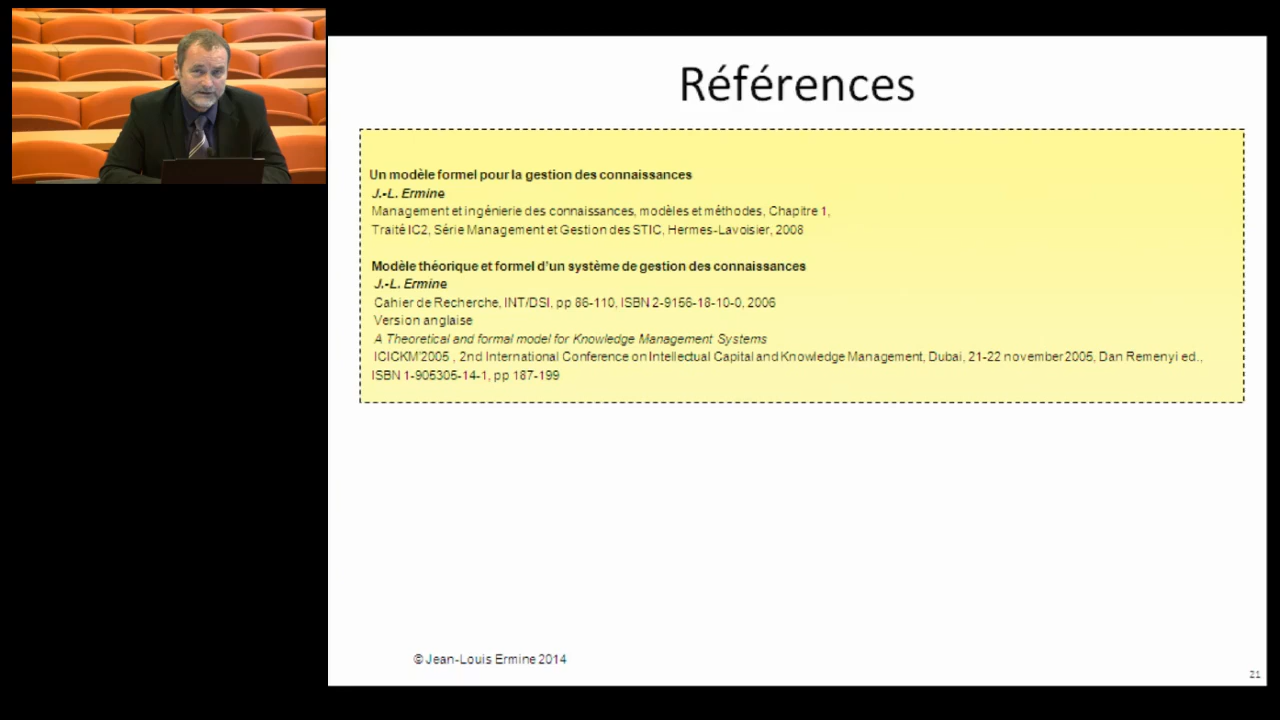 Références
Un modèle formel pour la gestion des connaissances
J.-L. Ermine
Management et ingénierie des connaissances, modèles et méthodes, Chapitre 1,
Traité IC2, Série Management et Gestion des STIC, Hermes-Lavoisier, 2008
Modèle théorique et formel d'un système de gestion des connaissances
J.-L. Ermine
Cahier de Recherche, INT/DSI, pp 86-110, ISBN 2-9156-18-10-0, 2006
Version anglaise
A Theoretical and formal model for Knowledge Management Systems
ICICKM'2005 , 2nd International Conference on Intellectual Capital and Knowledge Management, Dubai, 21-22 november 2005, Dan Remenyi ed.,
ISBN 1-905305-14-1, pp 187-199
© Jean-Louis Ermine 2014
21